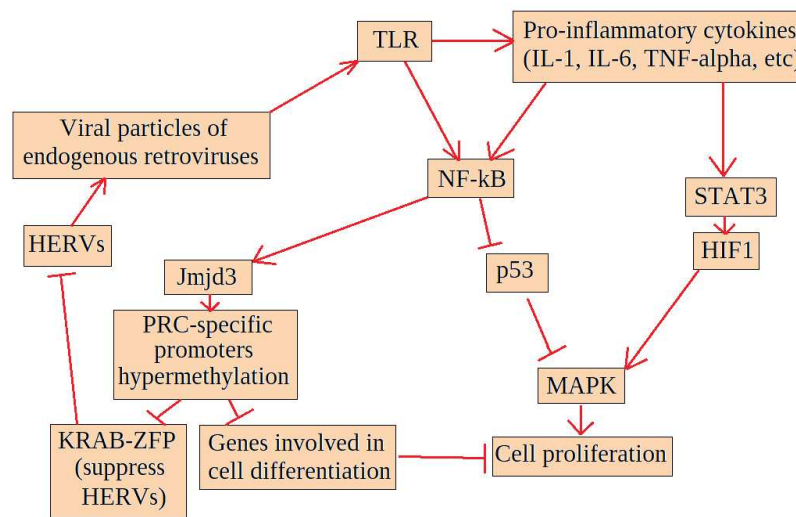 TLR
Pro-inflammatory cytokines
(IL-1, IL-6, TNF-alpha, etc)
Viral particles of
endogenous retroviruses
NF-kB
STAT3
HERVs
HIF1
Jmjd3
p53
PRC-specific
promoters
hypermethylation
MAPK
KRAB-ZFP
(suppress
HERVs)
Genes involved in
cell differentiation
Cell proliferation